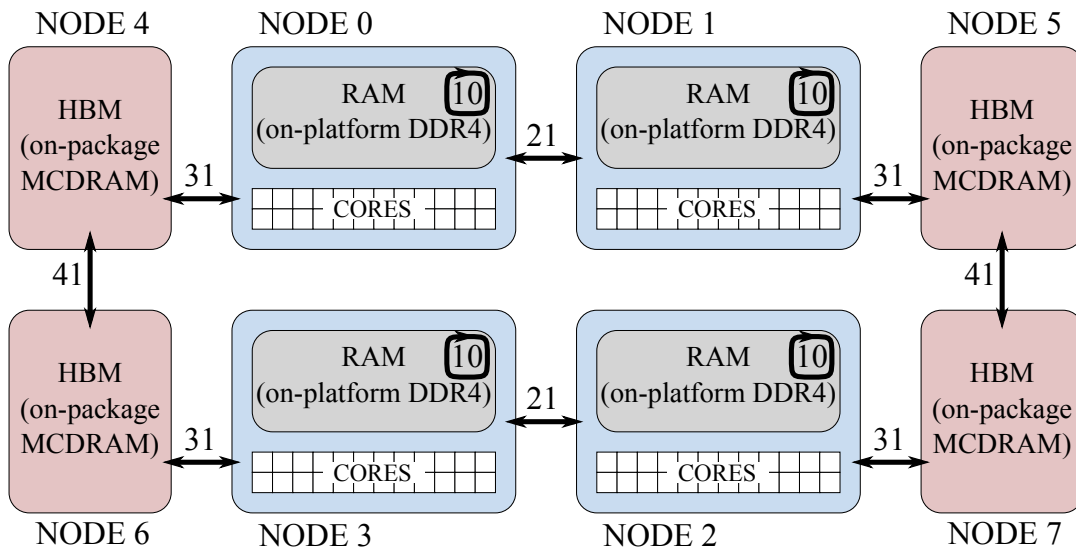 NODE 4
NODE 0
NODE 1
NODE 5
HBM
(on-package
MCDRAM)
RAM
10
(on-platform DDR4)
CORES
RAM
10
(on-platform DDR4)
CORES
HBM
(on-package
MCDRAM)
31
21
31
41
41
HBM
(on-package
MCDRAM)
RAM
10
(on-platform DDR4)
CORES
RAM
10
(on-platform DDR4)
CORES
HBM
(on-package
MCDRAM)
31
21
31
NODE 6
NODE 3
NODE 2
NODE 7